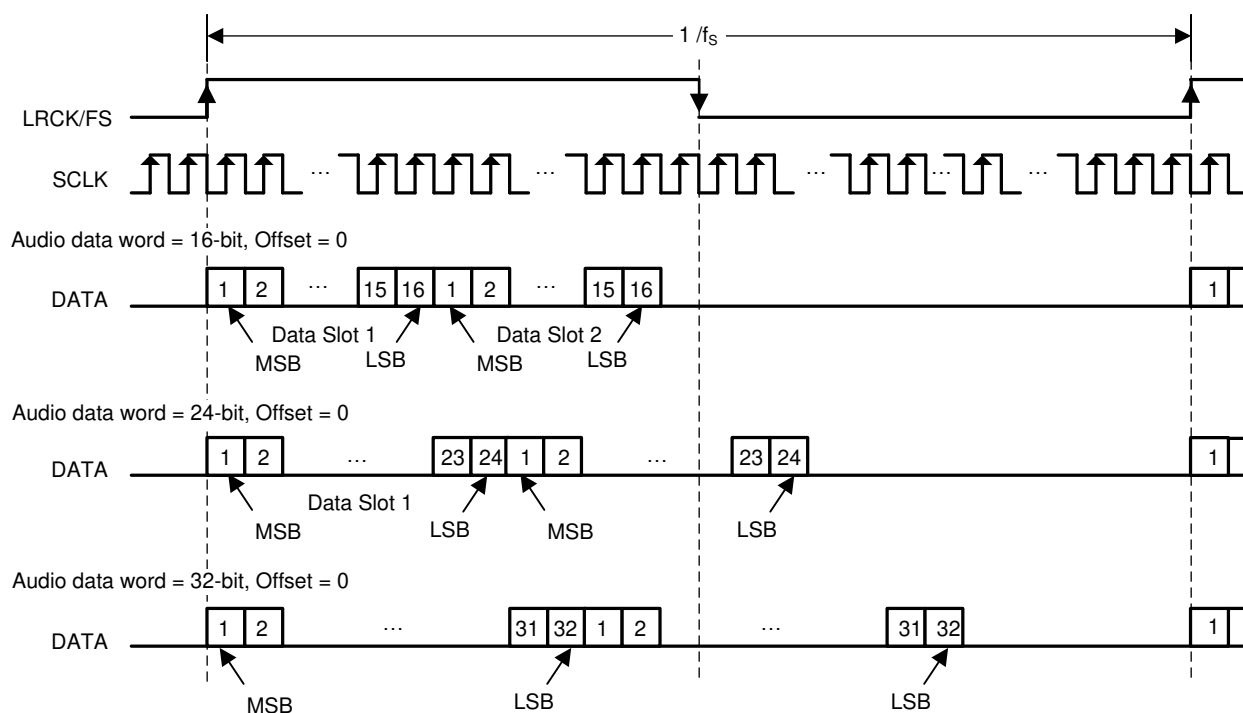 1 /fS
LRCK/FS
SCLK … … … … …
Audio data word = 16-bit, Offset = 0
DATA 1 2 … 15 16 1 2 … 15 16 1
Data Slot 1 Data Slot 2
MSB LSB MSB LSB
Audio data word = 24-bit, Offset = 0
DATA 1 2 … 23 24 1 2 … 23 24 1
Data Slot 1
MSB LSB MSB LSB
Audio data word = 32-bit, Offset = 0
DATA 1 2 … 31 32 1 2 … 31 32 1
MSB LSB LSB